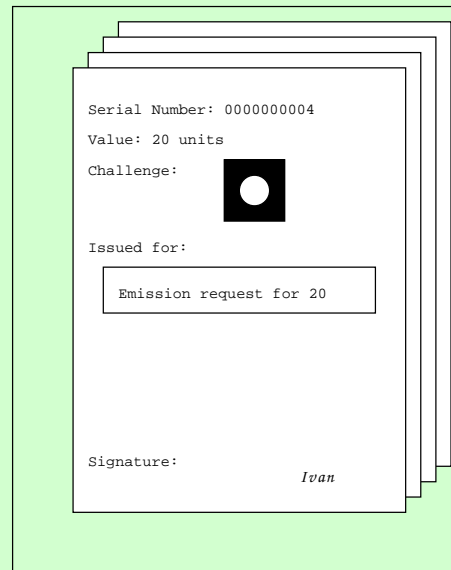 Serial Number: 0000000004
Value: 20 units
Challenge:
Issued for:
Emission request for 20
Signature:
Ivan